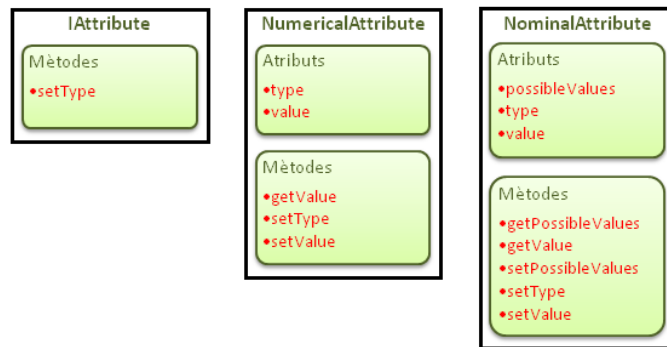 IAttribute
Mètodes
•setType
NumericalAttribute
Atributs
•type
•value
Mètodes
•getValue
•setType
•setValue
NominalAttribute
Atributs
•possibleValues
•type
•value
Mètodes
•getPossibleValues
•getValue
•setPossibleValues
•setType
•setValue